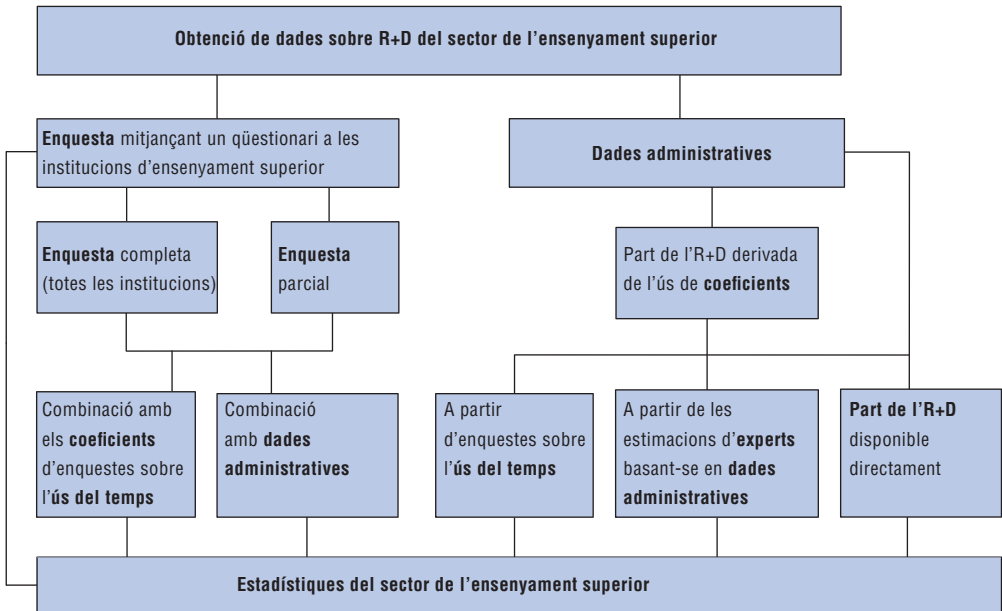 Obtenció de dades sobre R+D del sector de l'ensenyament superior
Enquesta mitjançant un qüestionari a les
institucions d'ensenyament superior
Dades administratives
Enquesta completa
(totes les institucions)
Enquesta
parcial
Part de l'R+D derivada
de l'ús de coeficients
Combinació amb
els coeficients
d'enquestes sobre
l'ús del temps
Combinació
amb dades
administratives
A partir
d'enquestes sobre
l'ús del temps
A partir de les
estimacions d'experts
basant-se en dades
administratives
Part de l'R+D
disponible
directament
Estadístiques del sector de l'ensenyament superior